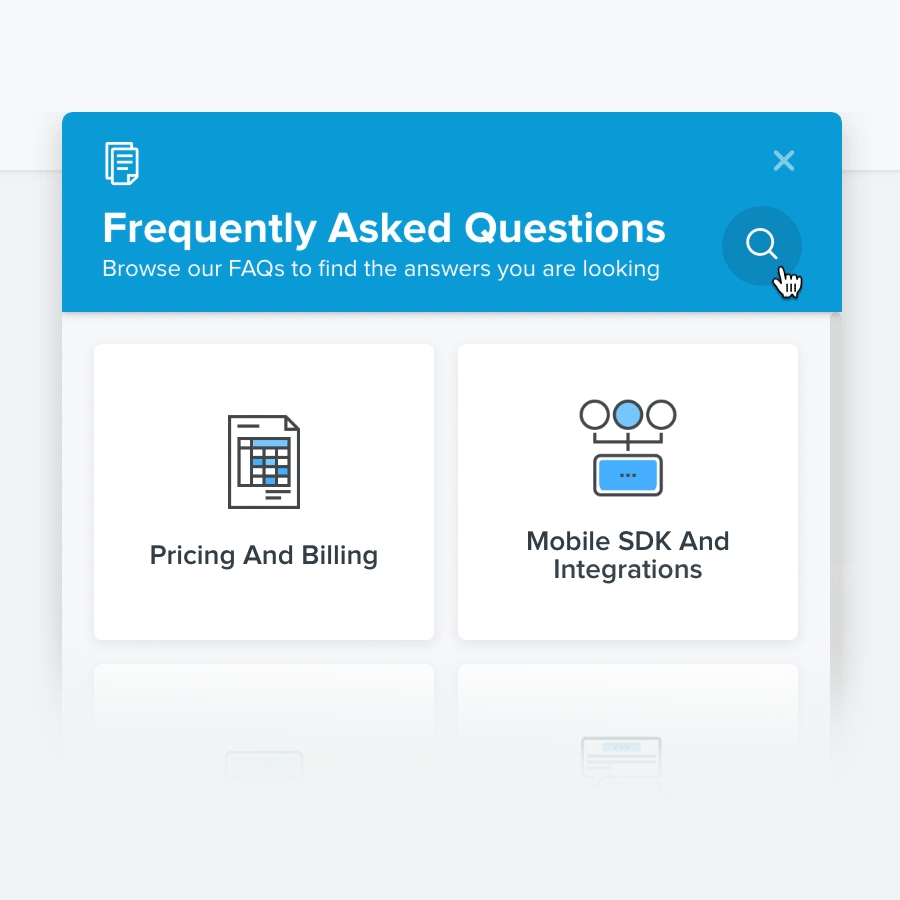 Frequently Asked Questions
Browse our FAQs to find the answers you are looking
Pricing And Billing
Mobile SDK And
Integrations